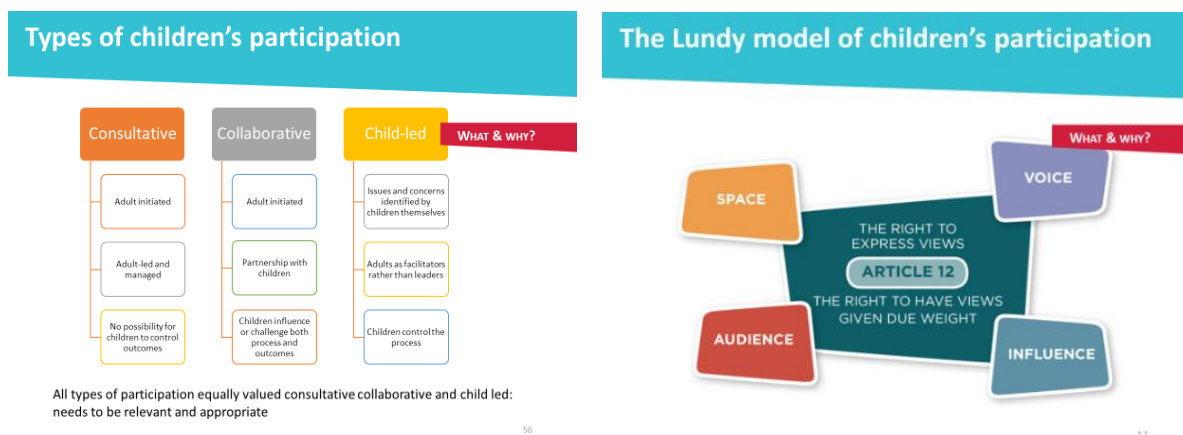 Types of children's participation
Consultative
Adult initiated
Adult-led and
managed
No possibility for
children to control
outcomes
Collaborative
Adult initiated
Partnership with
children
Children influence
or challenge both
process and
outcomes
Child-led
Issues and concerns
identified by
children themselves
Adults as facilitators
rather than leaders
Children control the
process
WHAT & WHY?
All types of participation equally valued consultative collaborative and child led:
needs to be relevant and appropriate
56
The Lundy model of children's participation
WHAT & WHY?
SPACE
VOICE
THE RIGHT TO
EXPRESS VIEWS
ARTICLE 12
THE RIGHT TO HAVE VIEWS
GIVEN DUE WEIGHT
AUDIENCE
INFLUENCE